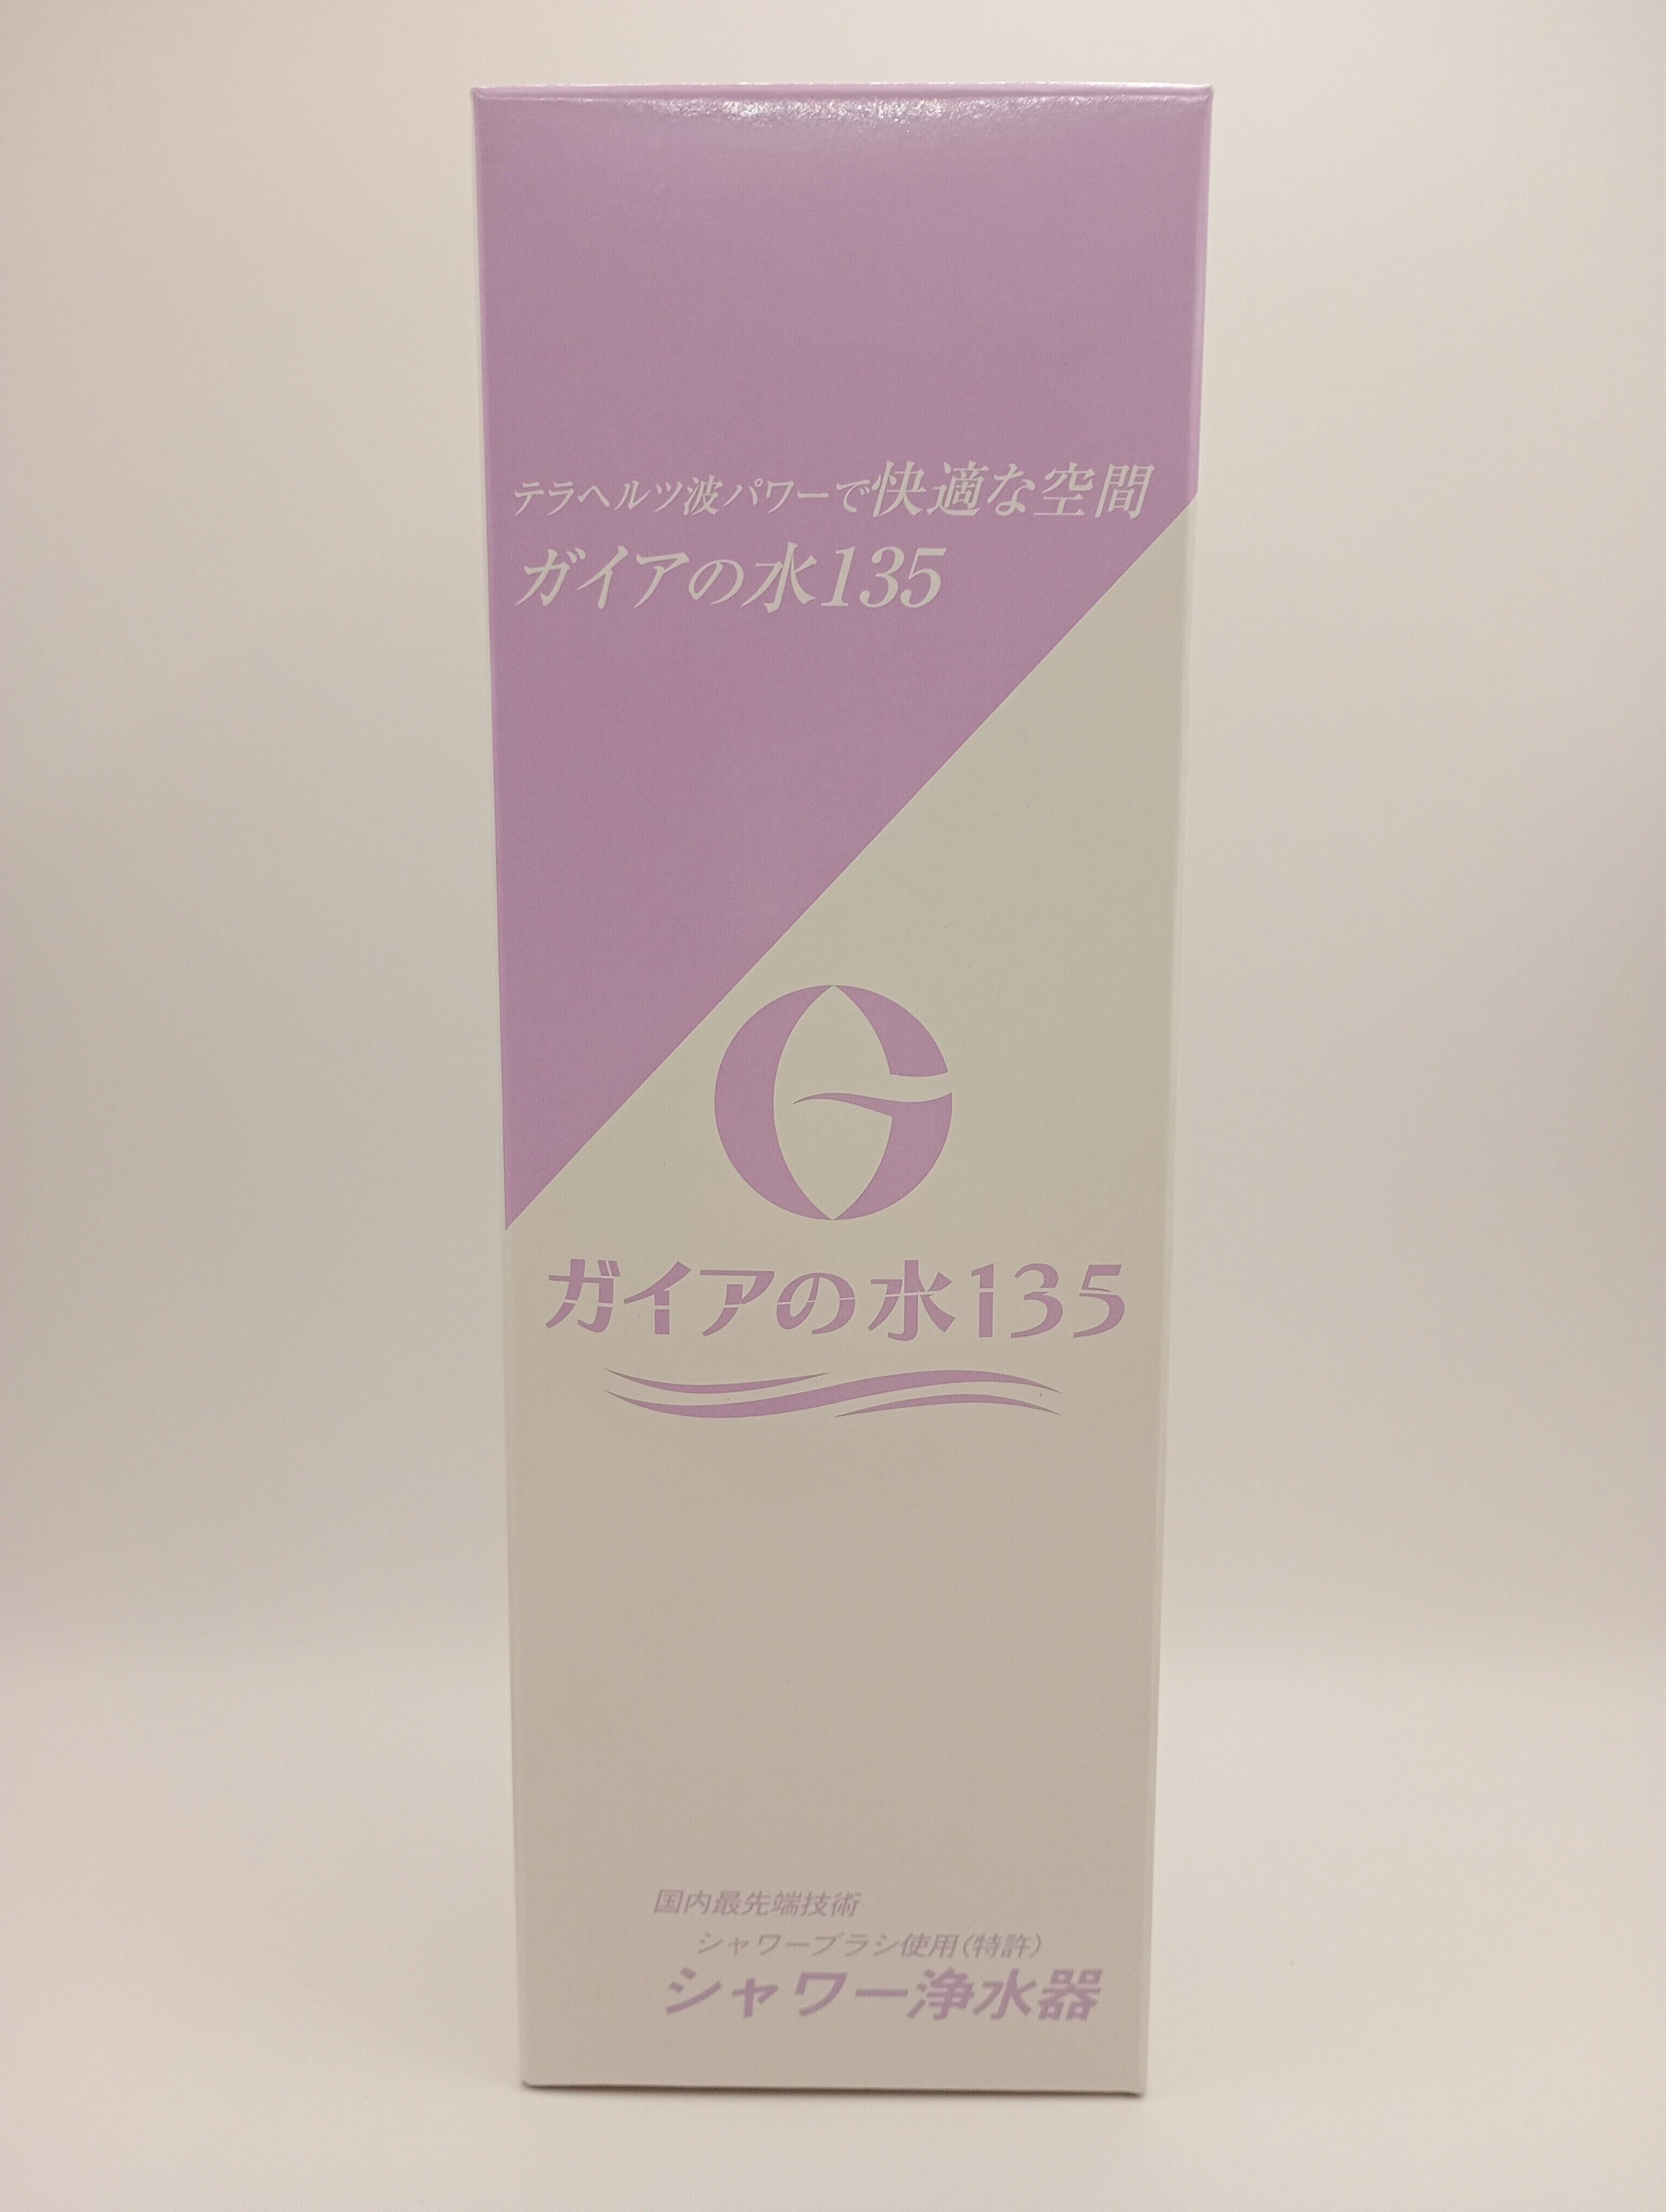 テラヘルツ波パワーで快適な空間
ガイアの水135
ガイアの水135
国内最先端技術
シャワーブラシ使用(特許)
シャワー浄水器